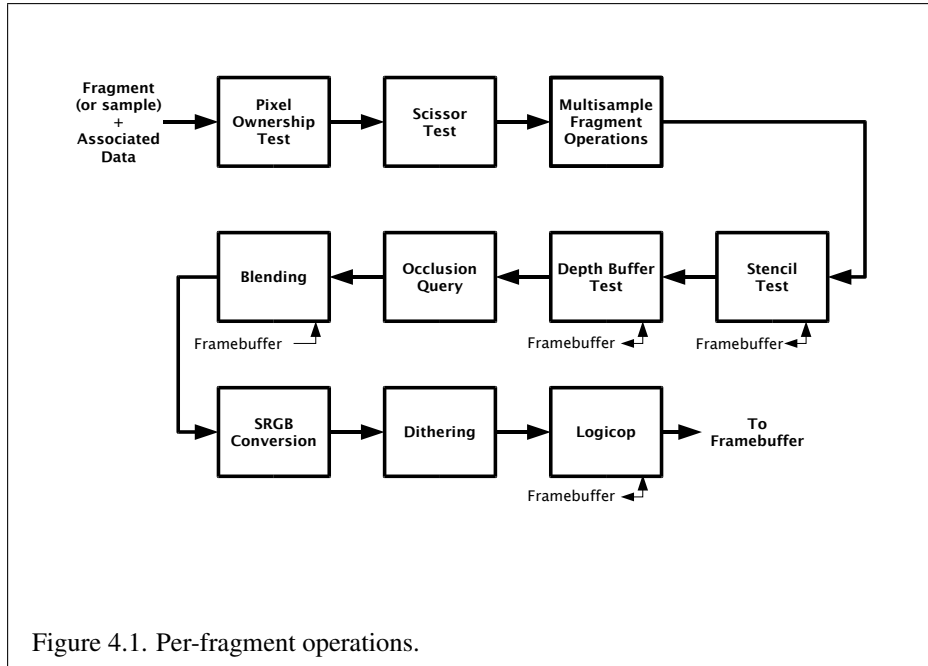 Fragment
(or sample)
+
Associated
Data
Pixel
Ownership
Test
Scissor
Test
Multisample
Fragment
Operations
Blending
Occlusion
Query
Depth Buffer
Test
Stencil
Test
Framebuffer
Framebuffer
Framebuffer
SRGB
Conversion
Dithering
Logicop
To
Framebuffer
Framebuffer
Figure 4.1. Per-fragment operations.